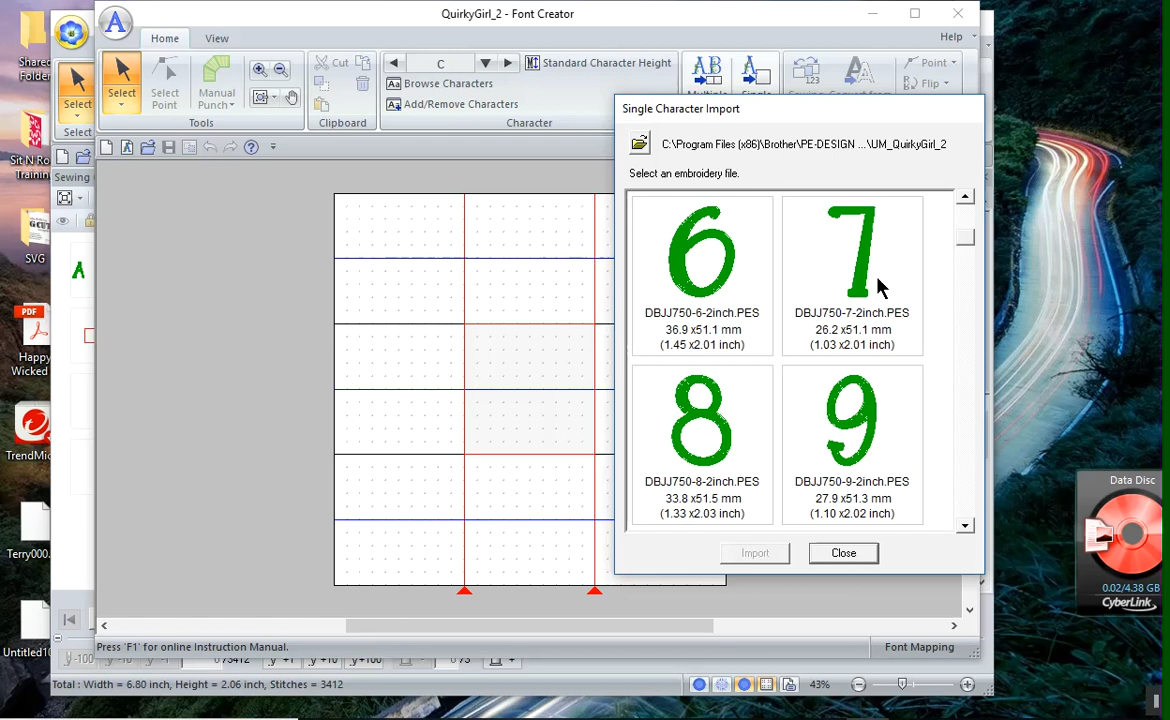 QuirkyGirl_2 - Font Creator
Home
View
Help
Select
Select
Point
Manual
Punch
Tools
Cut
Clipboard
C
Standard Character Height
Browse Characters
Add/Remove Characters
Character
Point
Flip
Select
Select
Sewing
Shared
Folder
Sit N Ro
Training
SVG
PDF
Happy
Wicked
TrendMic
Terry000.
Untitled10
A
Single Character Import
C:\Program Files (x86)\Brother\PE-DESIGN ...\UM_QuirkyGirl_2
Select an embroidery file.
6
7
DBJJ750-6-2inch.PES
36.9 x51.1 mm
(1.45 x2.01 inch)
DBJJ750-7-2inch.PES
26.2 x51.1 mm
(1.03 x2.01 inch)
8
9
DBJJ750-8-2inch.PES
33.8 x51.5 mm
(1.33 x2.03 inch)
DBJJ750-9-2inch.PES
27.9 x51.3 mm
(1.10 x2.02 inch)
Import
Close
Data Disc
0.02/4.38 GB
CyberLink
Press 'F1' for online Instruction Manual.
Font Mapping
Total : Width = 6.80 inch, Height = 2.06 inch, Stitches = 3412
43%